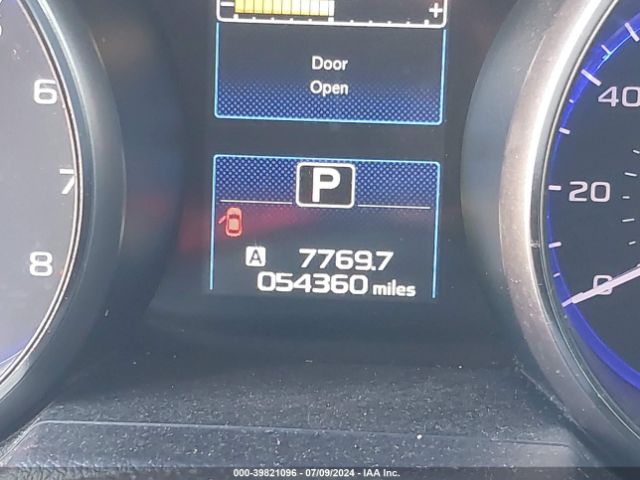 − +
Door
Open
P
A 7769.7
054360 miles
6
7
8
40
20
0
000-39821096 - 07/09/2024 - IAA Inc.